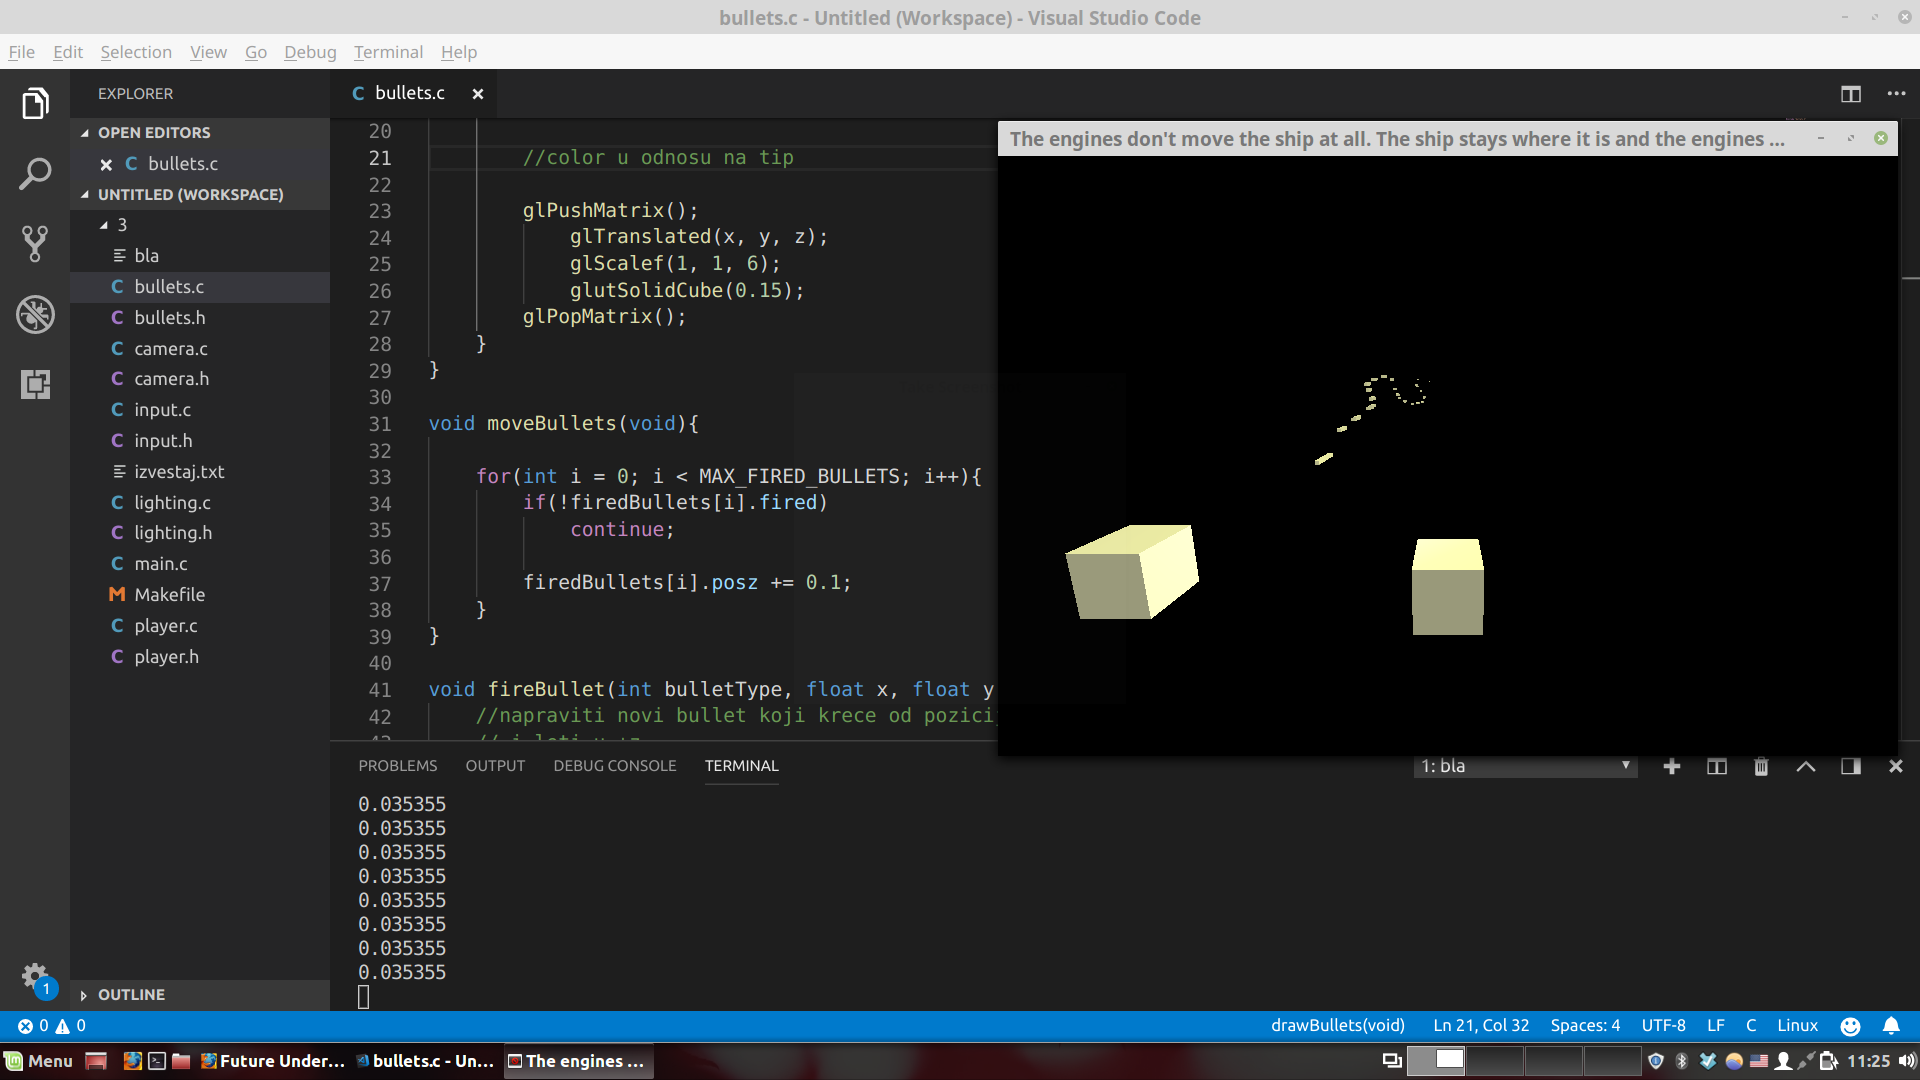 bullets.c - Untitled (Workspace) - Visual Studio Code
File Edit Selection View Go Debug Terminal Help
EXPLORER
OPEN EDITORS
C bullets.c
UNTITLED (WORKSPACE)
3
bla
C bullets.c
C bullets.h
C camera.c
C camera.h
C input.c
C input.h
izvestaj.txt
C lighting.c
C lighting.h
C main.c
M Makefile
C player.c
C player.h
OUTLINE
1
C bullets.c
20
21 //color u odnosu na tip
22
23 glPushMatrix();
24 glTranslated(x, y, z);
25 glScalef(1, 1, 6);
26 glutSolidCube(0.15);
27 glPopMatrix();
28 }
29 }
30
31 void moveBullets(void){
32
33 for(int i = 0; i < MAX_FIRED_BULLETS; i++){
34 if(!firedBullets[i].fired)
35 continue;
36
37 firedBullets[i].posz += 0.1;
38 }
39 }
40
41 void fireBullet(int bulletType, float x, float y
42 //napraviti novi bullet koji krece od pozici
The engines don't move the ship at all. The ship stays where it is and the engines ...
PROBLEMS OUTPUT DEBUG CONSOLE TERMINAL
1: bla
0.035355
0.035355
0.035355
0.035355
0.035355
0.035355
0.035355
0.035355
0 0
drawBullets(void) Ln 21, Col 32 Spaces: 4 UTF-8 LF C Linux
Menu Future Under... bullets.c - Un... The engines ... 11:25